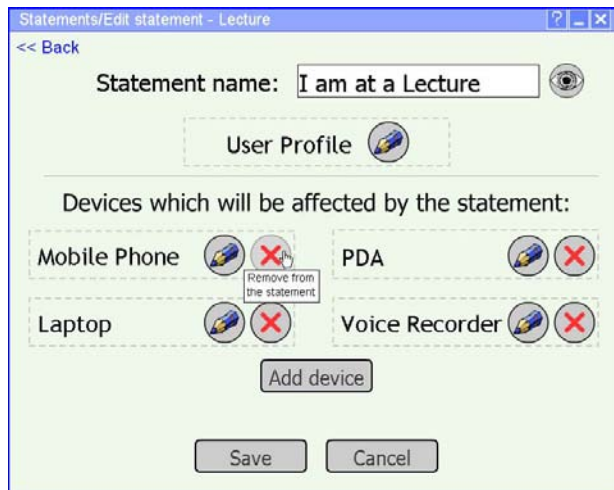 Statements/Edit statement - Lecture
<< Back
Statement name: I am at a Lecture
User Profile
Devices which will be affected by the statement:
Mobile Phone
PDA
Remove from
the statement
Laptop
Voice Recorder
Add device
Save
Cancel